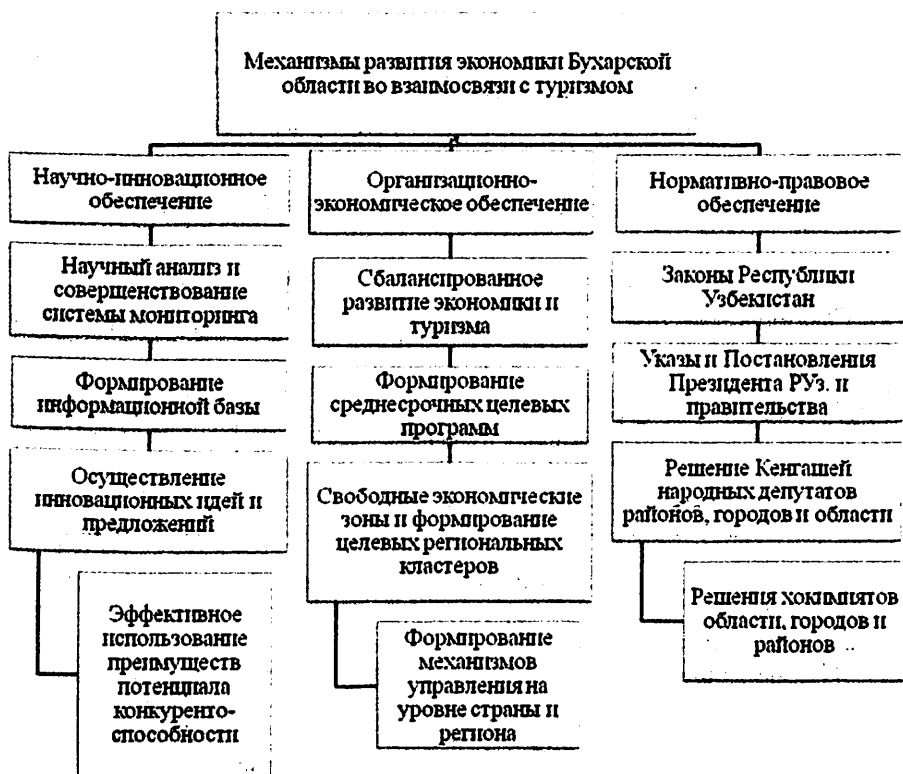 Механизмы развития экономики Бухарской
области во взаимосвязи с туризмом
Научно-инновационное
обеспечение
Научный анализ и
совершенствование
системы мониторинга
Формирование
информационной базы
Осуществление
инновационных идей и
предложений
Эффективное
использование
преимуществ
потенциала
конкуренто-
способности
Организационно-
экономическое обеспечение
Сбалансированное
развитие экономики и
туризма
Формирование
среднесрочных целевых
программ
Свободные экономические
зоны и формирование
целевых региональных
кластеров
Формирование
механизмов
управления на
уровне страны и
региона
Нормативно-правовое
обеспечение
Законы Республики
Узбекистан
Указы и Постановления
Президента РУз. и
правительства
Решение Кенгашей
народных депутатов
районов, городов и области
Решения хокимиятов
области, городов и
районов